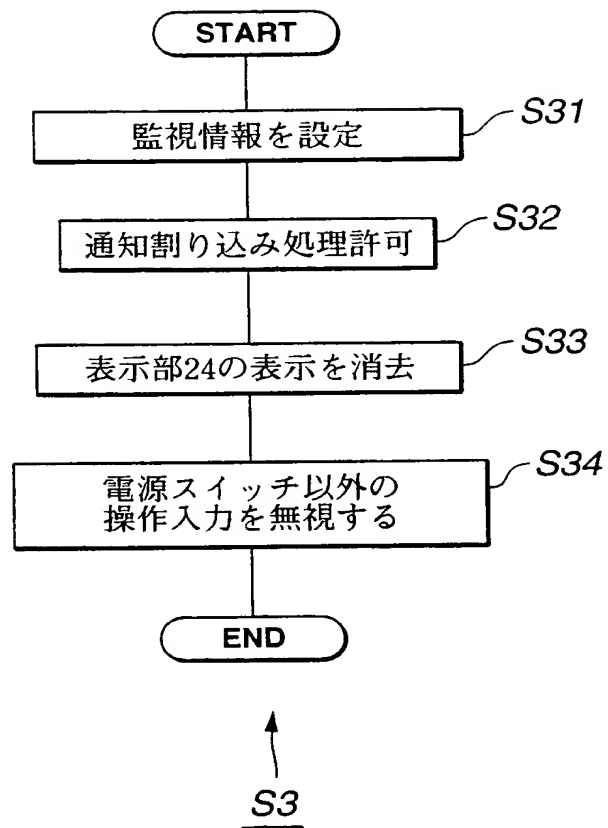 START
監視情報を設定
S31
通知割り込み処理許可
S32
表示部24の表示を消去
S33
電源スイッチ以外の
操作入力を無視する
S34
END
S3